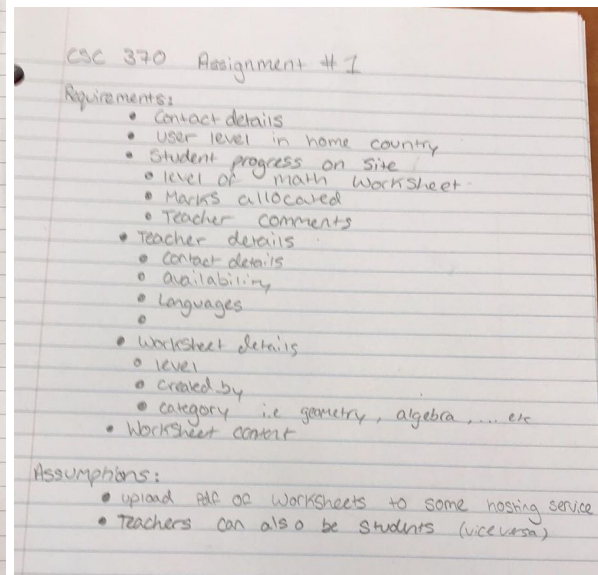 CSC 370 Assignment #1
Requirements:
• Contact details
• User level in home country
• Student progress on site
• level of math worksheet
• Marks allocated
• Teacher comments
• Teacher details
• contact details
• availability
• Languages
•
• Worksheet details
• level
• created by
• category i.e geometry, algebra, .... etc
• Worksheet content
Assumptions:
• upload pdf of worksheets to some hosting service
• Teachers can also be students (vice versa)